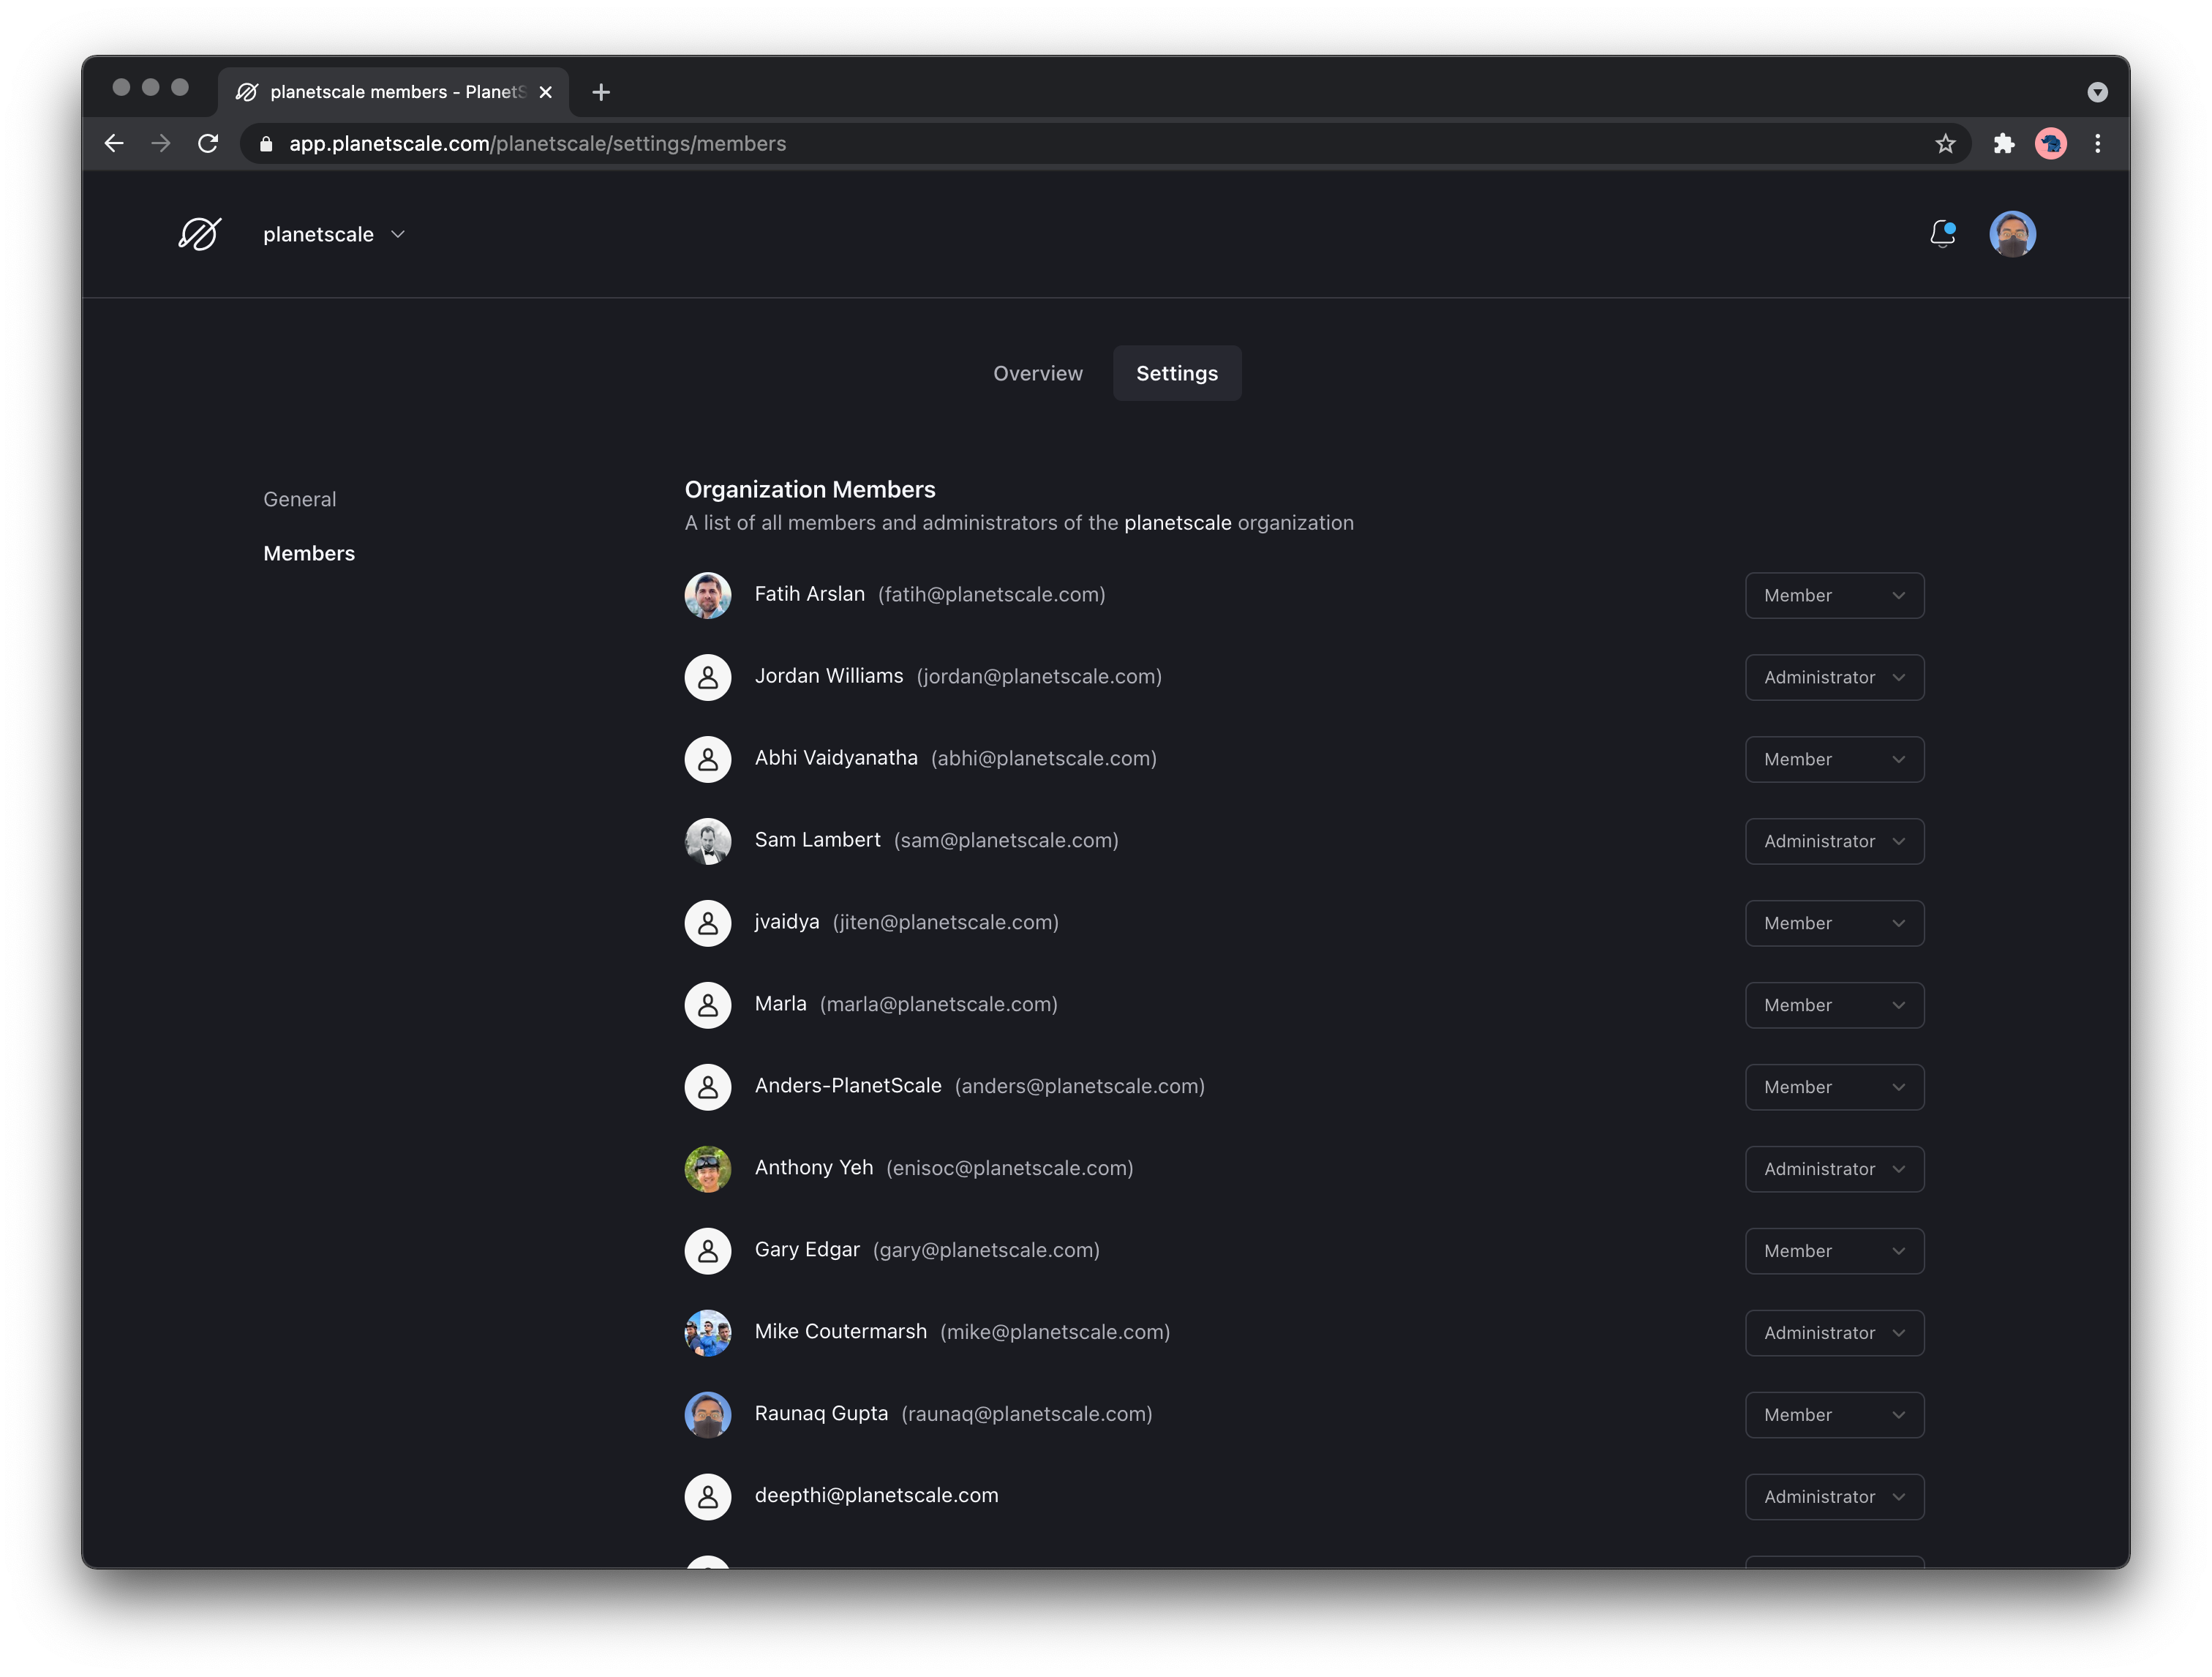 planetscale members - PlanetS
app.planetscale.com/planetscale/settings/members
planetscale
Overview
Settings
General
Members
Organization Members
A list of all members and administrators of the planetscale organization
Fatih Arslan (fatih@planetscale.com) Member
Jordan Williams (jordan@planetscale.com) Administrator
Abhi Vaidyanatha (abhi@planetscale.com) Member
Sam Lambert (sam@planetscale.com) Administrator
jvaidya (jiten@planetscale.com) Member
Marla (marla@planetscale.com) Member
Anders-PlanetScale (anders@planetscale.com) Member
Anthony Yeh (enisoc@planetscale.com) Administrator
Gary Edgar (gary@planetscale.com) Member
Mike Coutermarsh (mike@planetscale.com) Administrator
Raunaq Gupta (raunaq@planetscale.com) Member
deepthi@planetscale.com Administrator